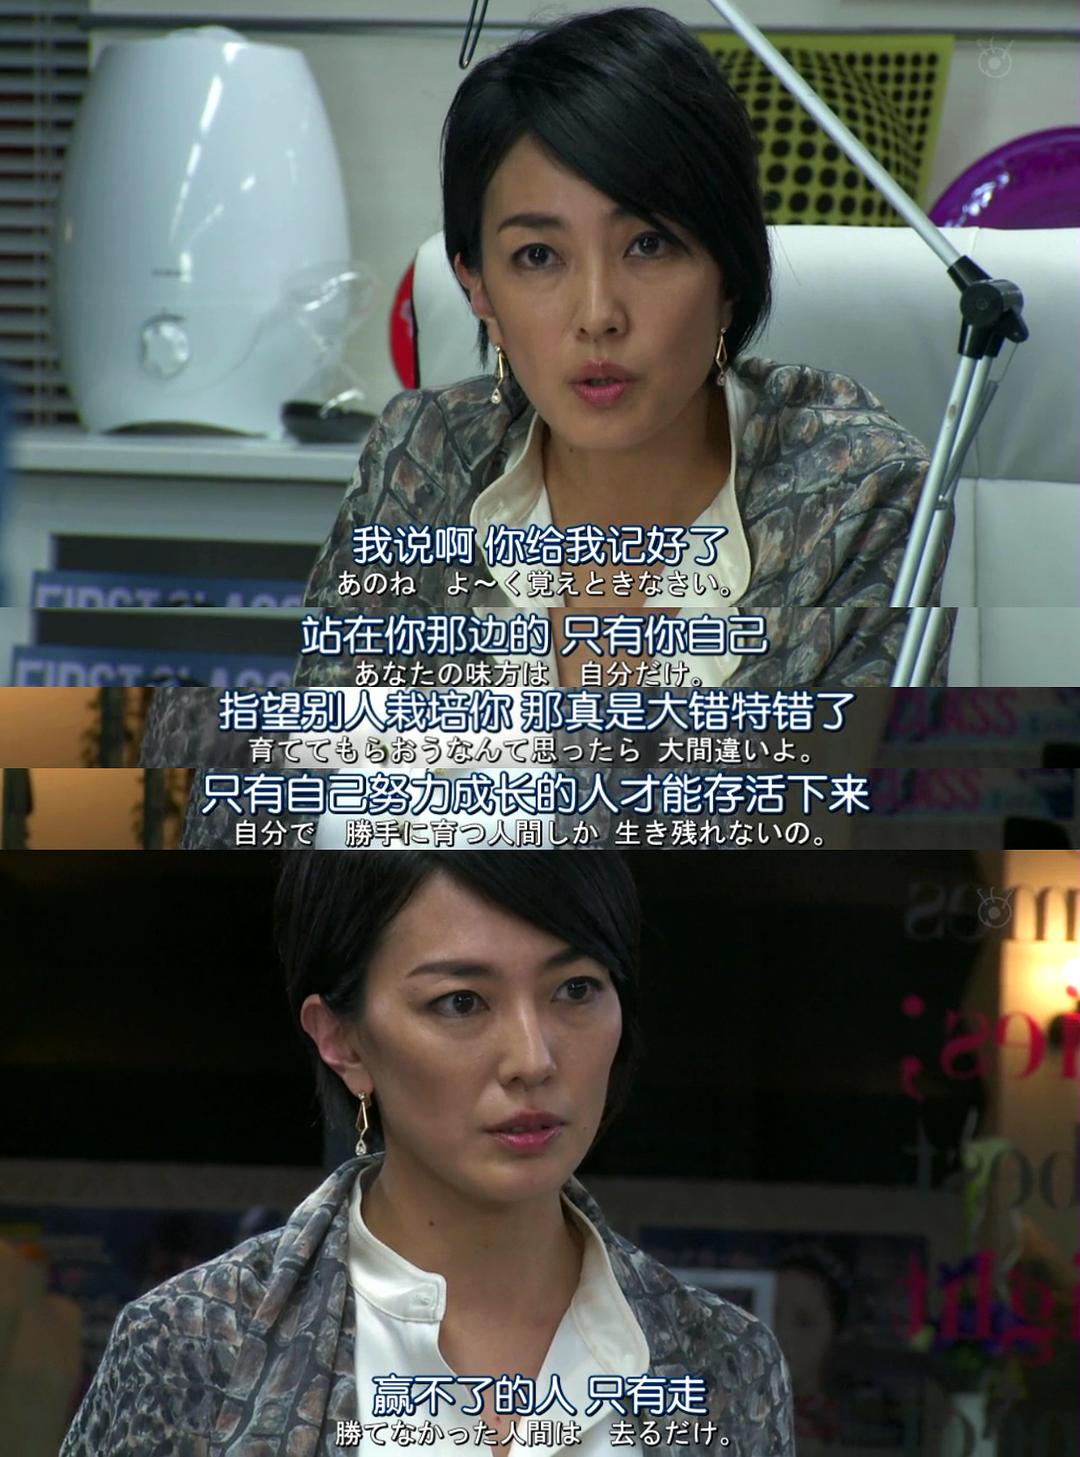 我说啊 你给我记好了
あのね　よ～く覚えときなさい。
FIRST CLASS
站在你那边的 只有你自己
あなたの味方は　自分だけ。
FIRST CLASS
指望别人栽培你 那真是大错特错了
CLASS
育ててもらおうなんて思ったら 大間違いよ。
只有自己努力成长的人才能存活下来
CLASS
自分で　勝手に育つ人間しか 生き残れないの。
赢不了的人 只有走
勝てなかった人間は　去るだけ。